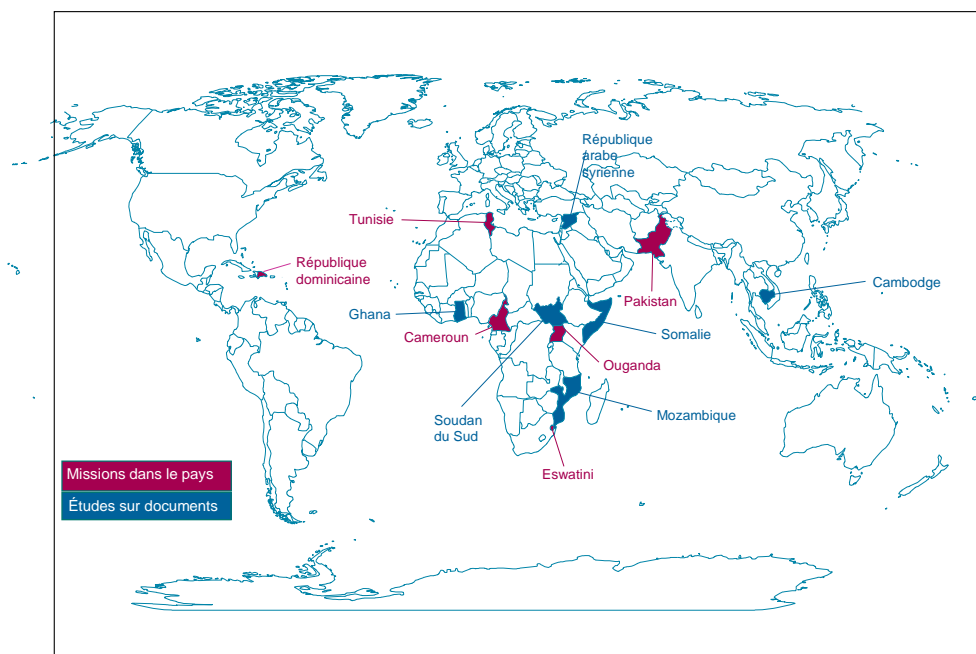 République
arabe
syrienne
Tunisie
République
dominicaine
Cambodge
Pakistan
Ghana
Cameroun
Somalie
Ouganda
Soudan
du Sud
Mozambique
Missions dans le pays
Eswatini
Études sur documents